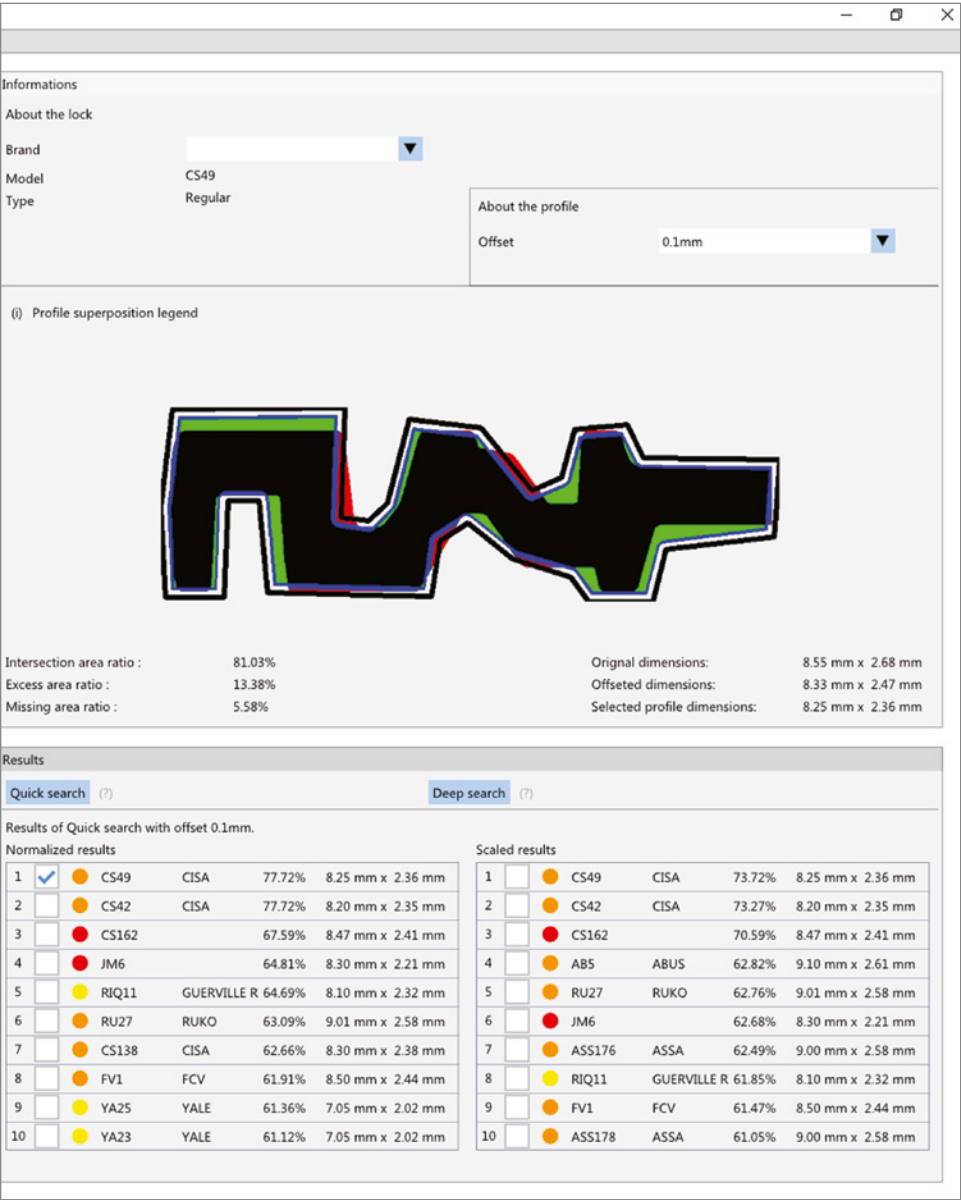 Informations
About the lock
Brand
Model CS49
Type Regular
About the profile
Offset 0.1mm
(i) Profile superposition legend
Intersection area ratio : 81.03%
Excess area ratio : 13.38%
Missing area ratio : 5.58%
Orignal dimensions: 8.55 mm x 2.68 mm
Offseted dimensions: 8.33 mm x 2.47 mm
Selected profile dimensions: 8.25 mm x 2.36 mm
Results
Quick search (?) Deep search (?)
Results of Quick search with offset 0.1mm.
Normalized results
1 CS49 CISA 77.72% 8.25 mm x 2.36 mm
2 CS42 CISA 77.72% 8.20 mm x 2.35 mm
3 CS162 67.59% 8.47 mm x 2.41 mm
4 JM6 64.81% 8.30 mm x 2.21 mm
5 RIQ11 GUERVILLE R 64.69% 8.10 mm x 2.32 mm
6 RU27 RUKO 63.09% 9.01 mm x 2.58 mm
7 CS138 CISA 62.66% 8.30 mm x 2.38 mm
8 FV1 FCV 61.91% 8.50 mm x 2.44 mm
9 YA25 YALE 61.36% 7.05 mm x 2.02 mm
10 YA23 YALE 61.12% 7.05 mm x 2.02 mm
Scaled results
1 CS49 CISA 73.72% 8.25 mm x 2.36 mm
2 CS42 CISA 73.27% 8.20 mm x 2.35 mm
3 CS162 70.59% 8.47 mm x 2.41 mm
4 AB5 ABUS 62.82% 9.10 mm x 2.61 mm
5 RU27 RUKO 62.76% 9.01 mm x 2.58 mm
6 JM6 62.68% 8.30 mm x 2.21 mm
7 ASS176 ASSA 62.49% 9.00 mm x 2.58 mm
8 RIQ11 GUERVILLE R 61.85% 8.10 mm x 2.32 mm
9 FV1 FCV 61.47% 8.50 mm x 2.44 mm
10 ASS178 ASSA 61.05% 9.00 mm x 2.58 mm